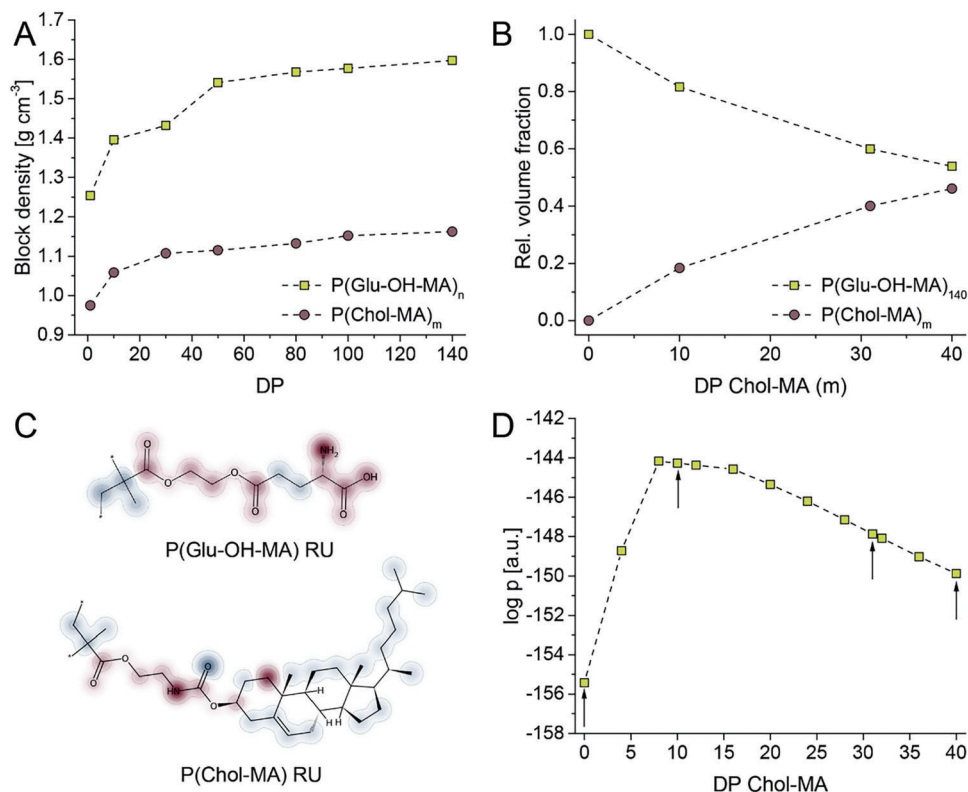 A
Block density [g cm⁻³]
1.7
1.6
1.5
1.4
1.3
1.2
1.1
1.0
0.9
P(Glu-OH-MA)n
P(Chol-MA)m
0 20 40 60 80 100 120 140
DP
B
Rel. volume fraction
1.0
0.8
0.6
0.4
0.2
0.0
P(Glu-OH-MA)140
P(Chol-MA)m
0 10 20 30 40
DP Chol-MA (m)
C
O
O
O
O
NH₂
OH
O
P(Glu-OH-MA) RU
O
O
HN
O
O
H
H
H
P(Chol-MA) RU
D
log p [a.u.]
-142
-144
-146
-148
-150
-152
-154
-156
-158
0 5 10 15 20 25 30 35 40
DP Chol-MA